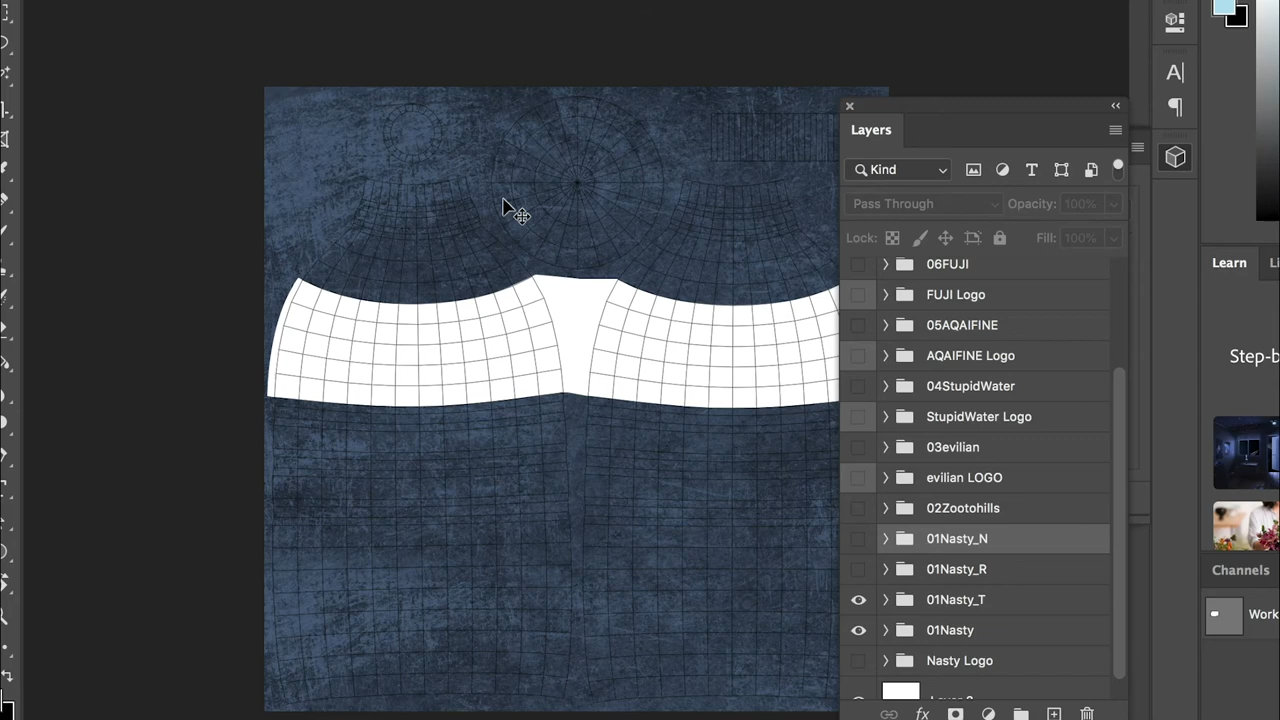 Layers
Kind
Pass Through
Opacity: 100%
Lock:
Fill: 100%
06FUJI
FUJI Logo
05AQAIFINE
AQAIFINE Logo
04StupidWater
StupidWater Logo
03evilian
evilian LOGO
02Zootohills
01Nasty_N
01Nasty_R
01Nasty_T
01Nasty
Nasty Logo
Learn
Step-b
Channels
Work